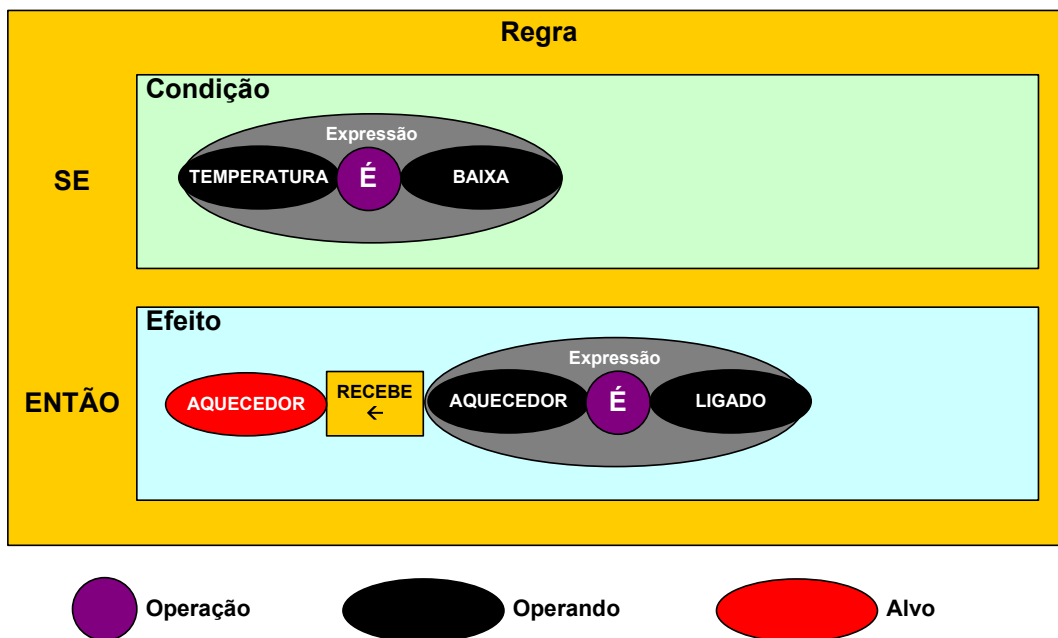 Regra
Condição
Expressão
SE
TEMPERATURA É BAIXA
Efeito
Expressão
ENTÃO
AQUECEDOR RECEBE ← AQUECEDOR É LIGADO
Operação Operando Alvo